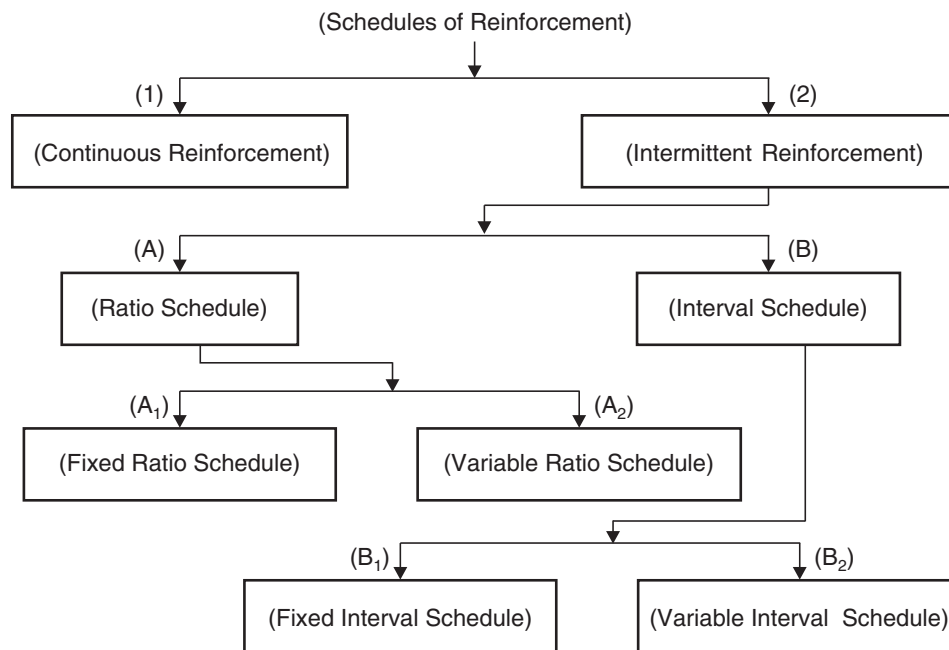 (Schedules of Reinforcement)
(1)
(2)
(Continuous Reinforcement)
(Intermittent Reinforcement)
(A)
(B)
(Ratio Schedule)
(Interval Schedule)
(A₁)
(A₂)
(Fixed Ratio Schedule)
(Variable Ratio Schedule)
(B₁)
(B₂)
(Fixed Interval Schedule)
(Variable Interval Schedule)